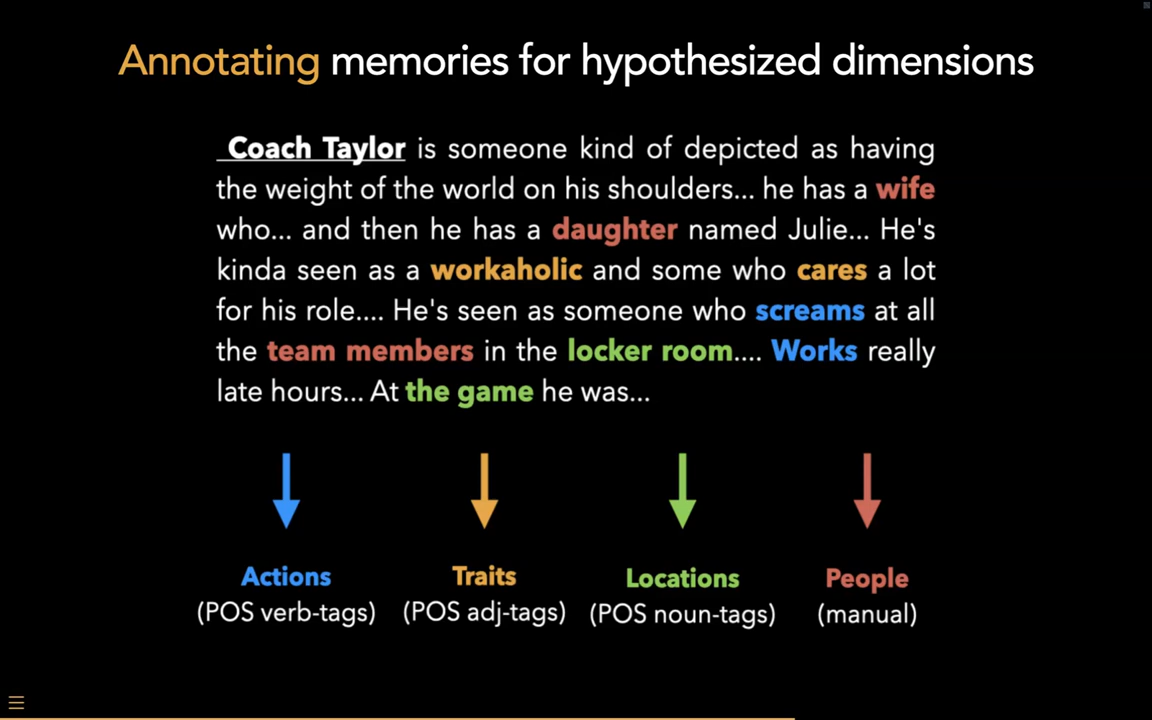 Annotating memories for hypothesized dimensions
Coach Taylor is someone kind of depicted as having
the weight of the world on his shoulders... he has a wife
who... and then he has a daughter named Julie... He's
kinda seen as a workaholic and some who cares a lot
for his role.... He's seen as someone who screams at all
the team members in the locker room.... Works really
late hours... At the game he was...
Actions Traits Locations People
(POS verb-tags) (POS adj-tags) (POS noun-tags) (manual)